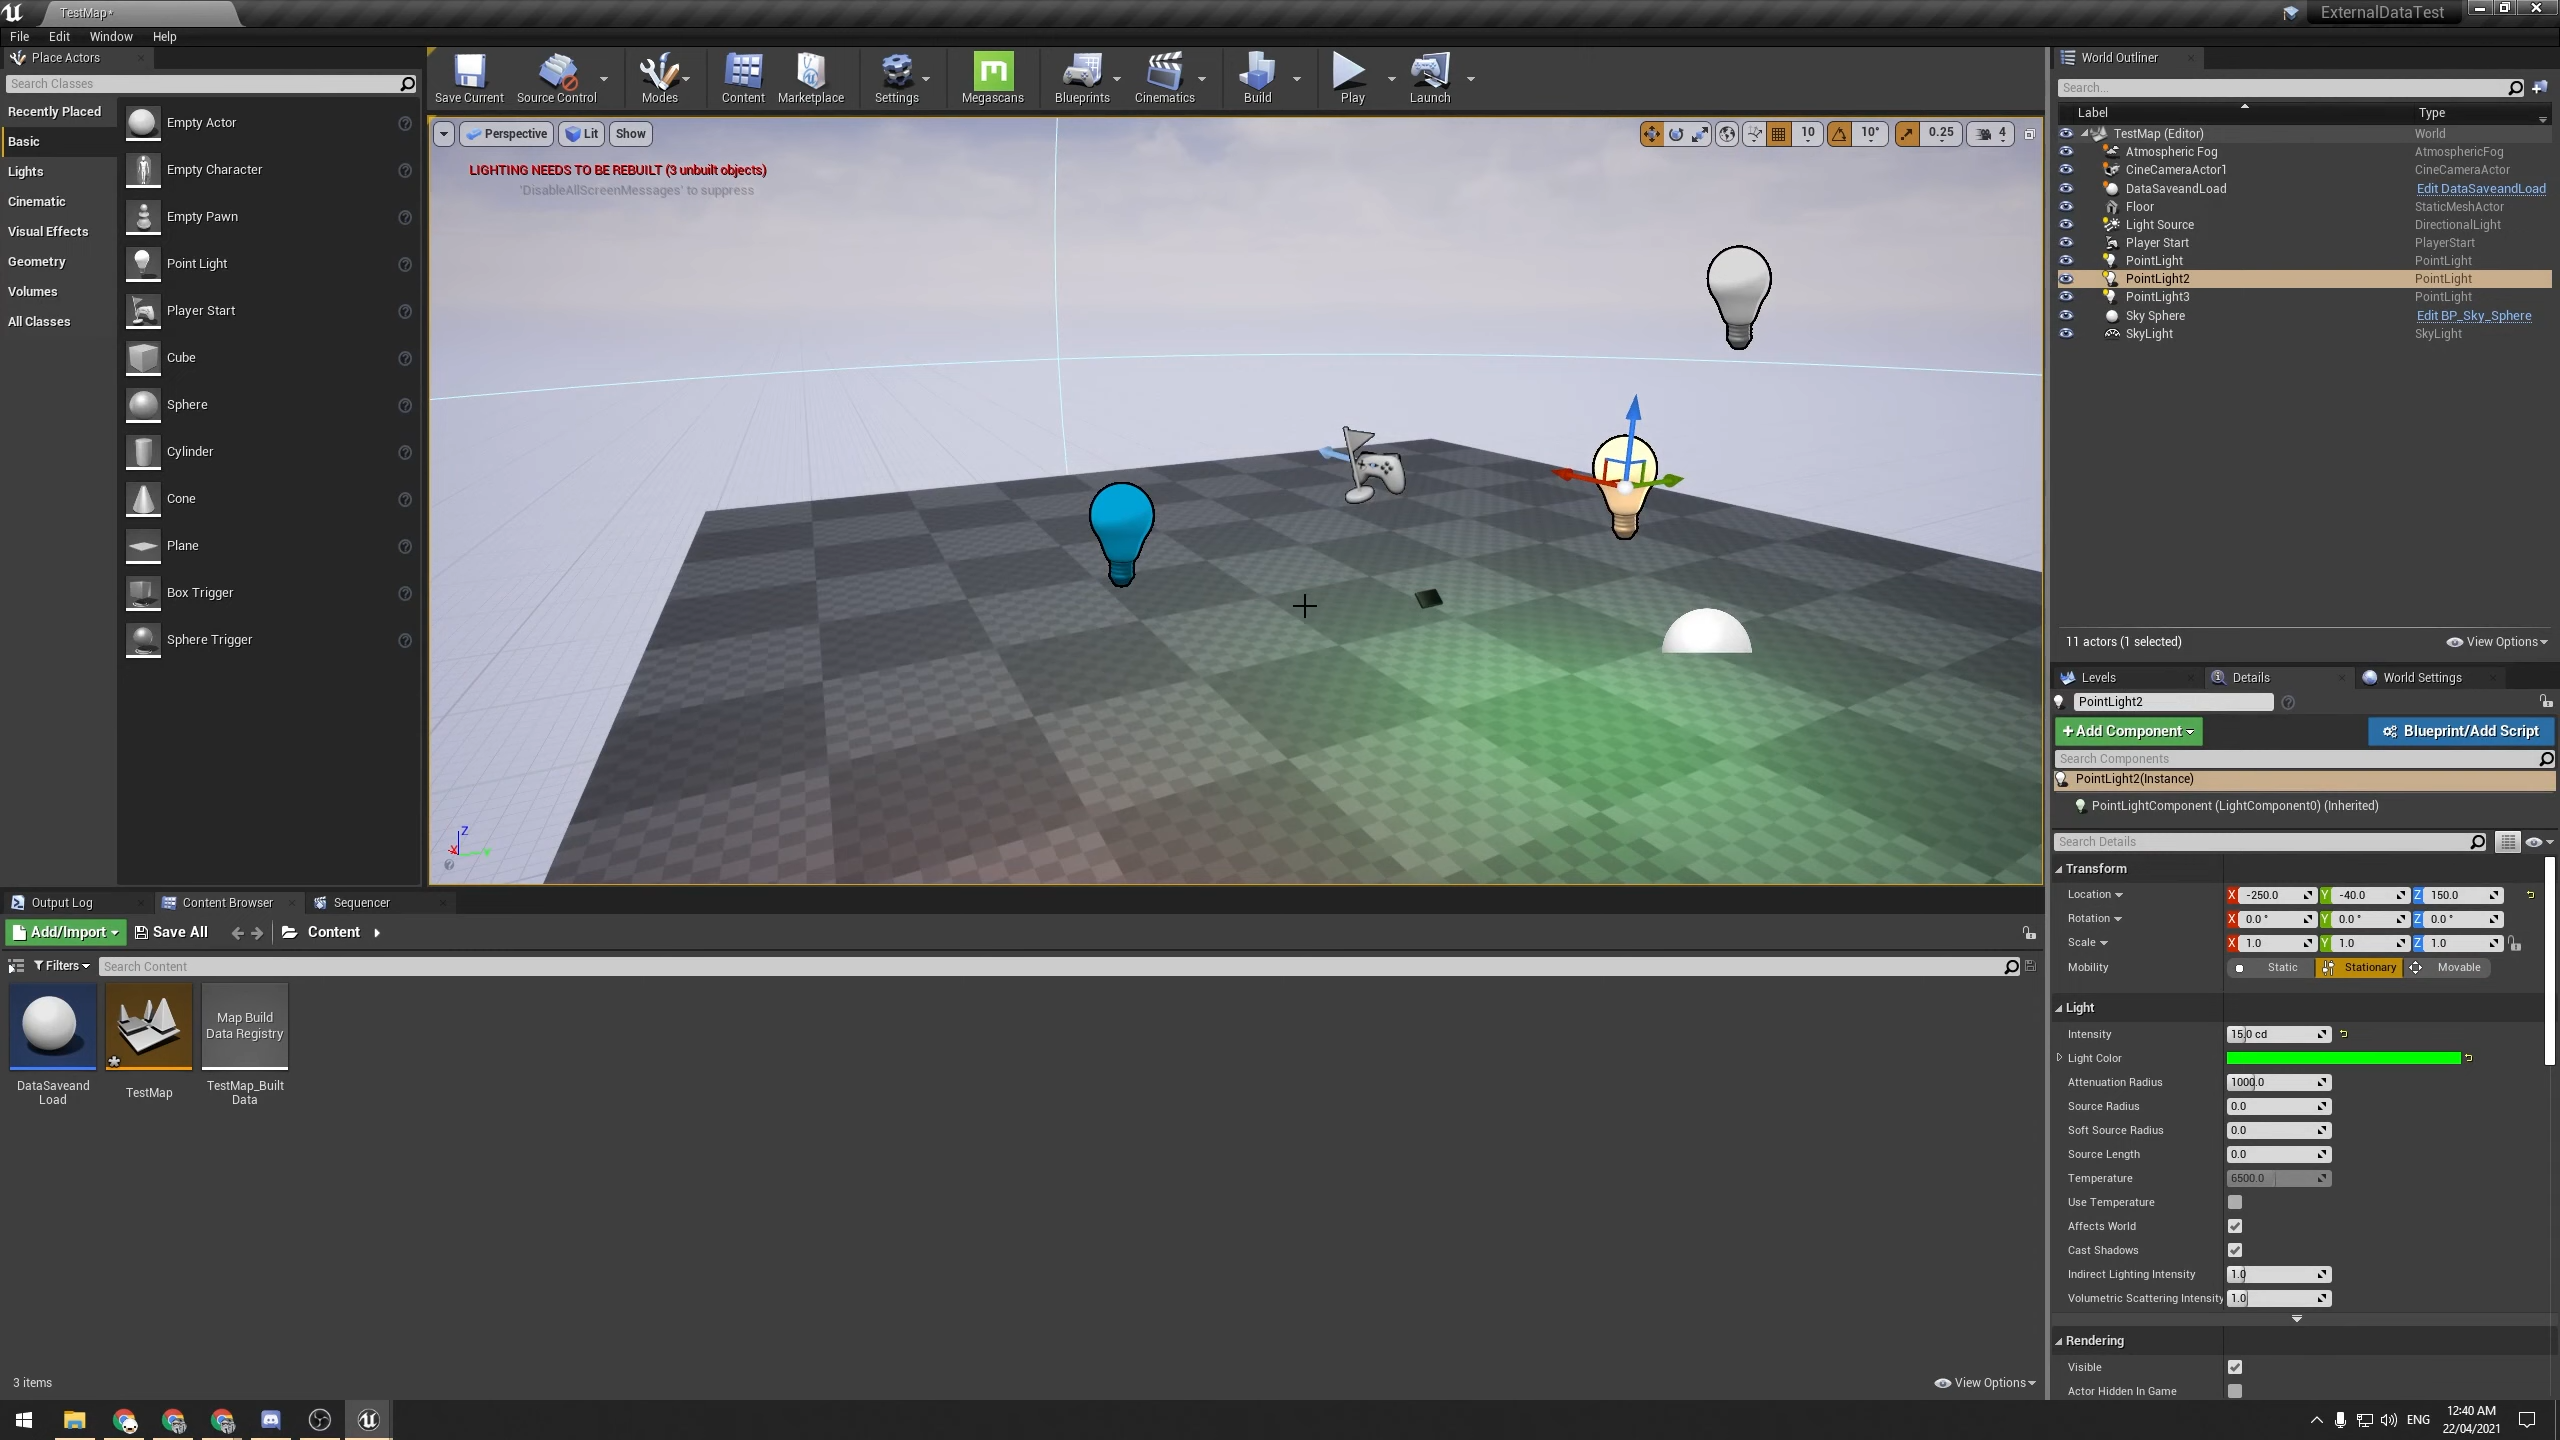 TestMap*
ExternalDataTest
File Edit Window Help
Place Actors
Search Classes
Recently Placed
Basic
Lights
Cinematic
Visual Effects
Geometry
Volumes
All Classes
Empty Actor
Empty Character
Empty Pawn
Point Light
Player Start
Cube
Sphere
Cylinder
Cone
Plane
Box Trigger
Sphere Trigger
Save Current Source Control Modes Content Marketplace Settings Megascans Blueprints Cinematics Build Play Launch
Perspective Lit Show
10 10° 0.25 4
LIGHTING NEEDS TO BE REBUILT (3 unbuilt objects)
'DisableAllScreenMessages' to suppress
Z
X Y
World Outliner
Search...
Label Type
TestMap (Editor) World
Atmospheric Fog AtmosphericFog
CineCameraActor1 CineCameraActor
DataSaveandLoad Edit DataSaveandLoad
Floor StaticMeshActor
Light Source DirectionalLight
Player Start PlayerStart
PointLight PointLight
PointLight2 PointLight
PointLight3 PointLight
Sky Sphere Edit BP_Sky_Sphere
SkyLight SkyLight
11 actors (1 selected) View Options
Levels Details World Settings
PointLight2
+Add Component Blueprint/Add Script
Search Components
PointLight2(Instance)
PointLightComponent (LightComponent0) (Inherited)
Search Details
Transform
Location X -250.0 Y -40.0 Z 150.0
Rotation X 0.0 ° Y 0.0 ° Z 0.0 °
Scale X 1.0 Y 1.0 Z 1.0
Mobility Static Stationary Movable
Light
Intensity 15.0 cd
Light Color
Attenuation Radius 1000.0
Source Radius 0.0
Soft Source Radius 0.0
Source Length 0.0
Temperature 6500.0
Use Temperature
Affects World
Cast Shadows
Indirect Lighting Intensity 1.0
Volumetric Scattering Intensity 1.0
Rendering
Visible
Actor Hidden In Game
Output Log Content Browser Sequencer
Add/Import Save All Content
Filters Search Content
Map Build
Data Registry
DataSaveand
Load
TestMap
TestMap_Built
Data
3 items View Options
ENG
12:40 AM
22/04/2021